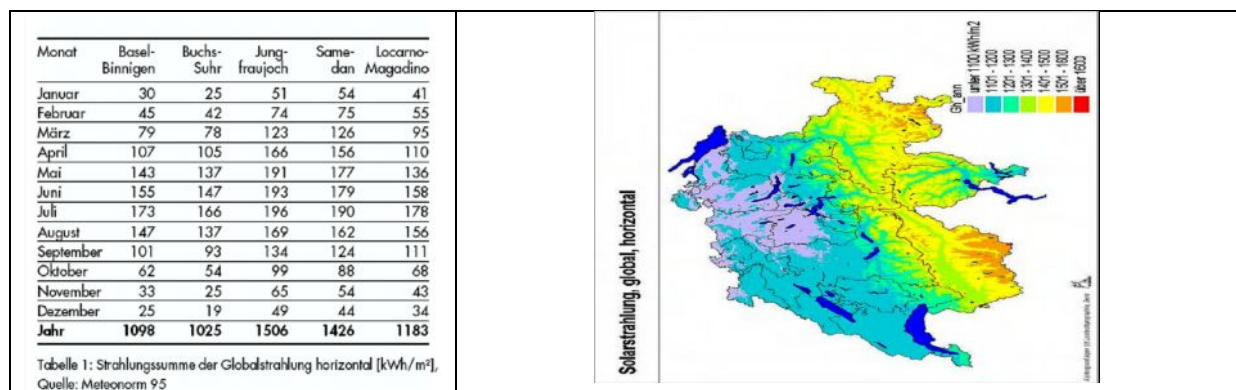 Monat Basel-Binnigen Buchs-Suhr Jung-fraujoch Same-dan Locarno-Magadino
Januar 30 25 51 54 41
Februar 45 42 74 75 55
März 79 78 123 126 95
April 107 105 166 156 110
Mai 143 137 191 177 136
Juni 155 147 193 179 158
Juli 173 166 196 190 178
August 147 137 169 162 156
September 101 93 134 124 111
Oktober 62 54 99 88 68
November 33 25 65 54 43
Dezember 25 19 49 44 34
Jahr 1098 1025 1506 1426 1183
Tabelle 1: Strahlungssumme der Globalstrahlung horizontal [kWh/m²],
Quelle: Meteonorm 95
Solarstrahlung, global, horizontal
Gh_ann
unter 1100 kWh/m2
1101 - 1200
1201 - 1300
1301 - 1400
1401 - 1500
1501 - 1600
über 1600